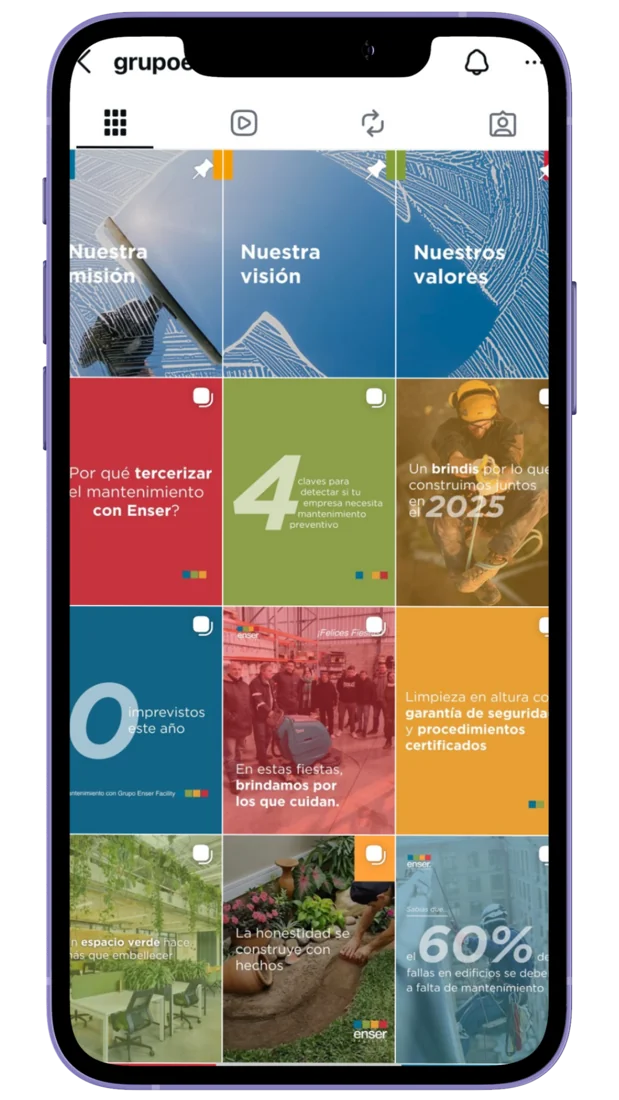 grupoe
Nuestra
misión
Nuestra
visión
Nuestros
valores
Por qué tercerizar
el mantenimiento
con Enser?
4 claves para
detectar si tu
empresa necesita
mantenimiento
preventivo
Un brindis por lo que
construimos juntos
en
el 2025
0 imprevistos
este año
ntenimiento con Grupo Enser Facility
enser
¡Felices Fies
En estas fiestas,
brindamos por
los que cuidan.
Limpieza en altura co
garantía de segurida
y procedimientos
certificados
n espacio verde hace
más que embellecer
La honestidad se
construye con
hechos
enser
enser
Sabías que...
el 60% de
fallas en edificios se debe
a falta de mantenimiento